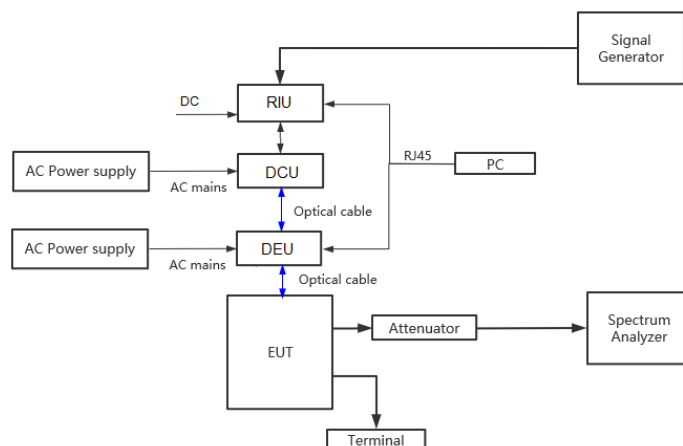 Signal
Generator
DC
RIU
RJ45
PC
AC Power supply
AC mains
DCU
Optical cable
AC Power supply
AC mains
DEU
Optical cable
EUT
Attenuator
Spectrum
Analyzer
Terminal